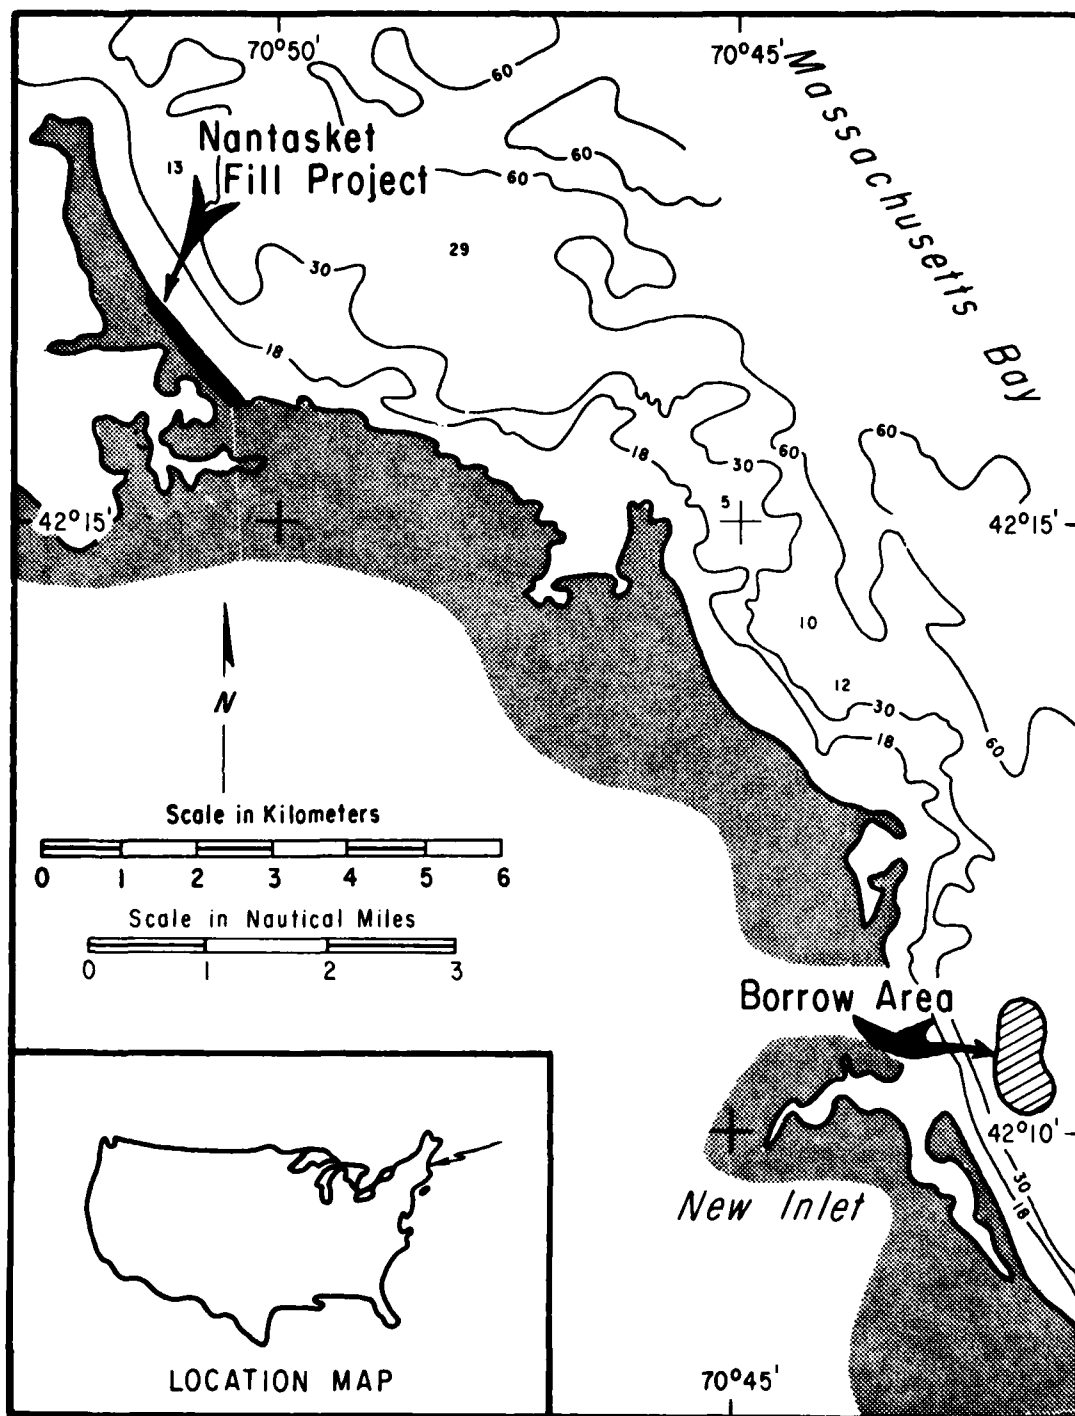 70°50'
70°45'
Massachusetts Bay
60
Nantasket
Fill Project
13
60
60
29
30
18
60
60
18
30
5
42°15'
42°15'
10
12
30
18
60
N
Scale in Kilometers
0 1 2 3 4 5 6
Scale in Nautical Miles
0 1 2 3
Borrow Area
42°10'
New Inlet
30
18
70°45'
LOCATION MAP